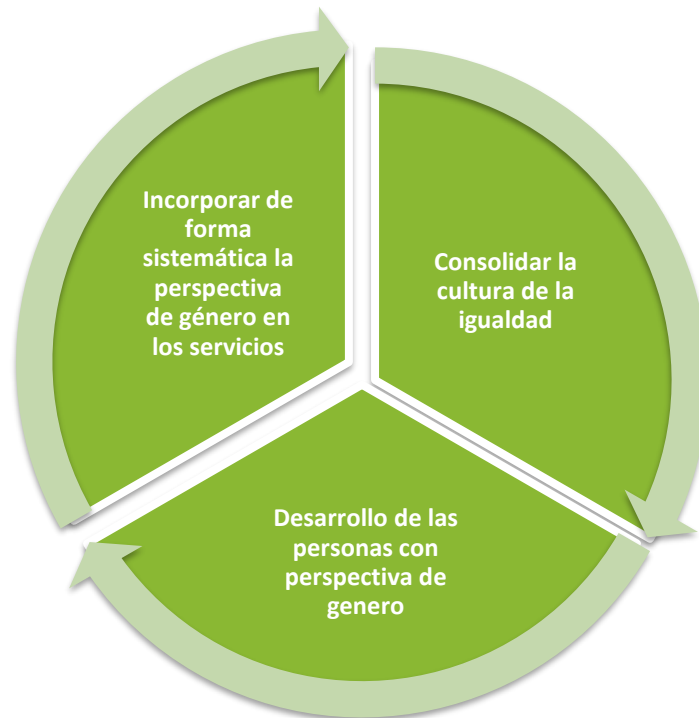 Incorporar de
forma
sistemática la
perspectiva
de género en
los servicios
Consolidar la
cultura de la
igualdad
Desarrollo de las
personas con
perspectiva de
genero